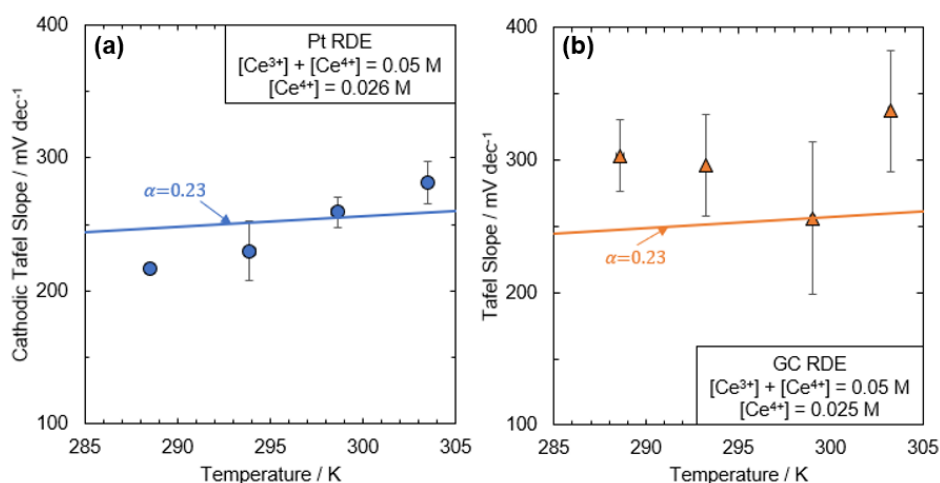 (a)
Pt RDE
[Ce³⁺] + [Ce⁴⁺] = 0.05 M
[Ce⁴⁺] = 0.026 M
Cathodic Tafel Slope / mV dec⁻¹
400
300
200
100
α=0.23
285
290
295
300
305
Temperature / K
(b)
Tafel Slope / mV dec⁻¹
400
300
200
100
α=0.23
GC RDE
[Ce³⁺] + [Ce⁴⁺] = 0.05 M
[Ce⁴⁺] = 0.025 M
285
290
295
300
305
Temperature / K